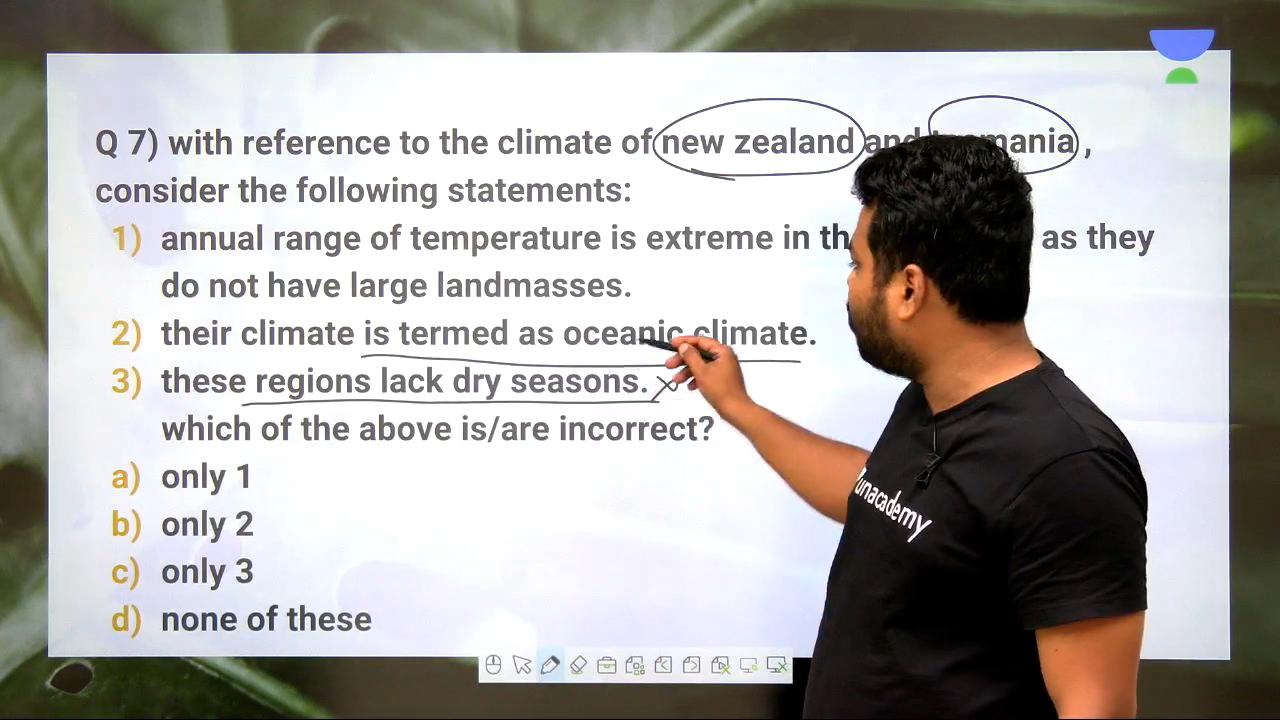 Q 7) with reference to the climate of new zealand and mania ,
consider the following statements:
1) annual range of temperature is extreme in as they
do not have large landmasses.
2) their climate is termed as oceanic climate.
3) these regions lack dry seasons.
which of the above is/are incorrect?
a) only 1
b) only 2
c) only 3
d) none of these
unacademy